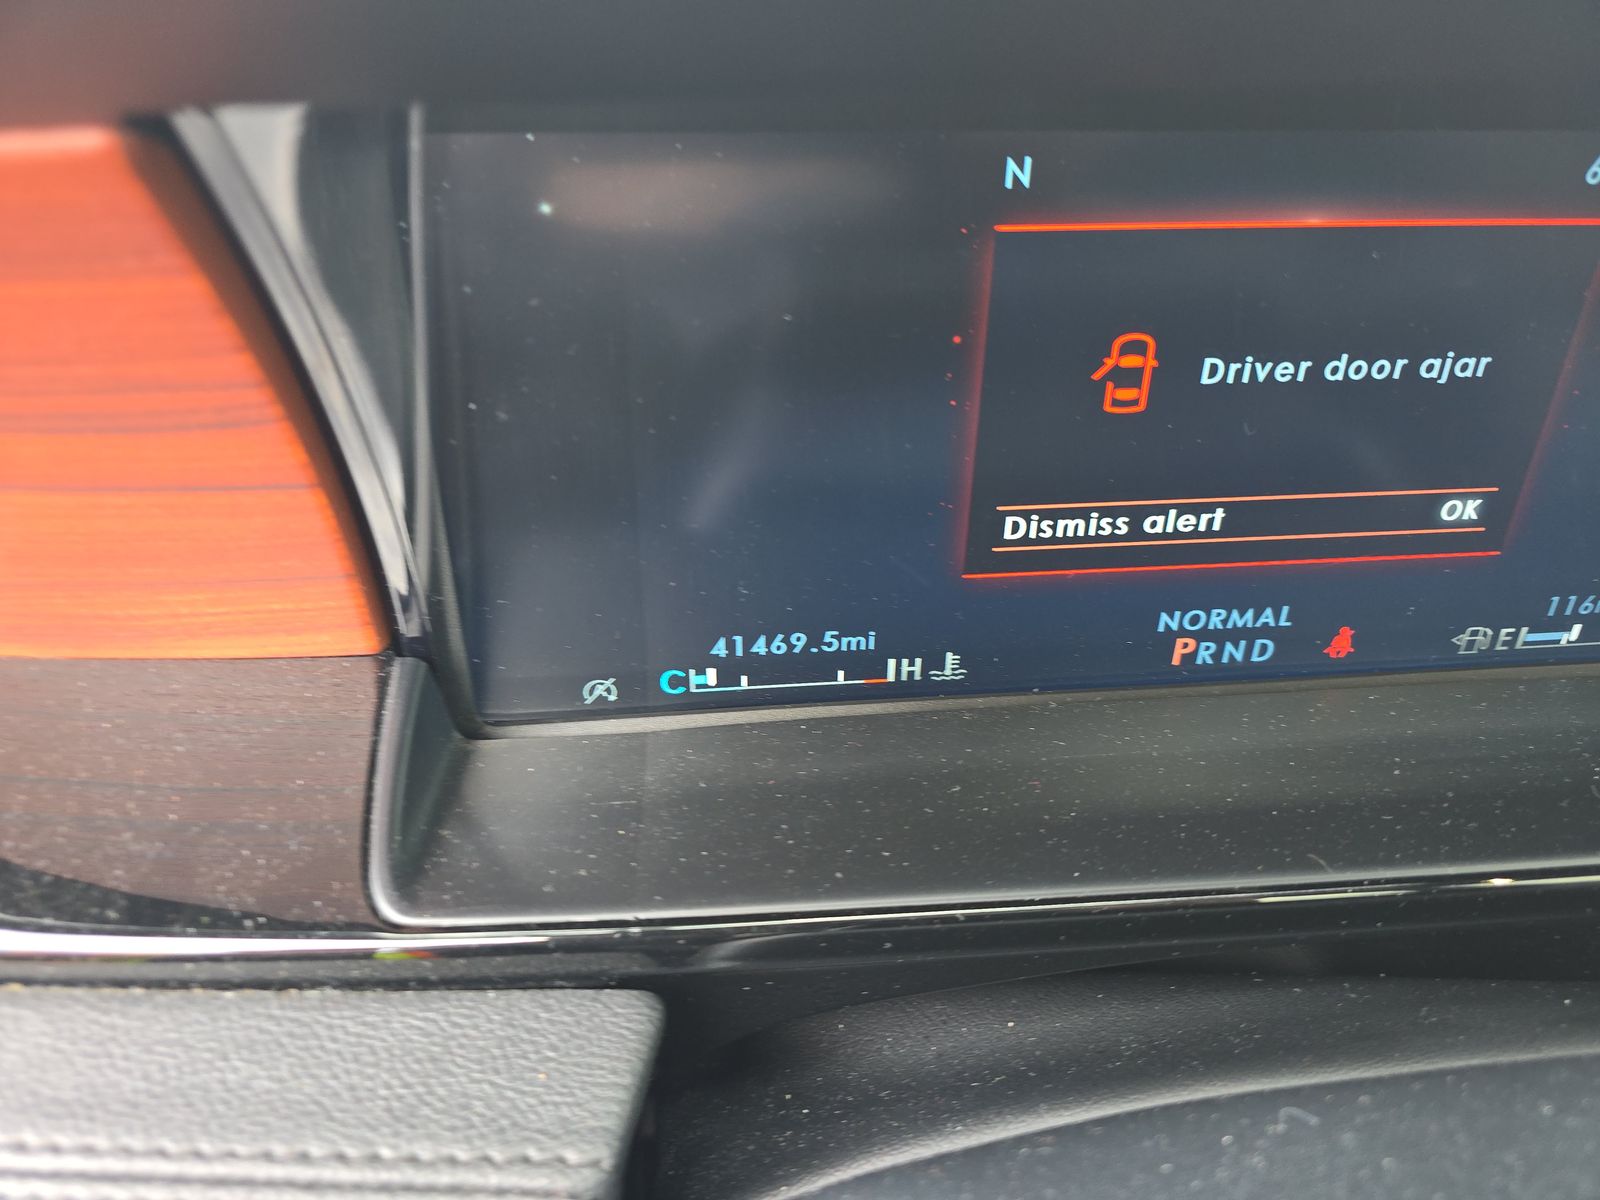 N
Driver door ajar
Dismiss alert OK
NORMAL
PRND
41469.5mi
C H
E